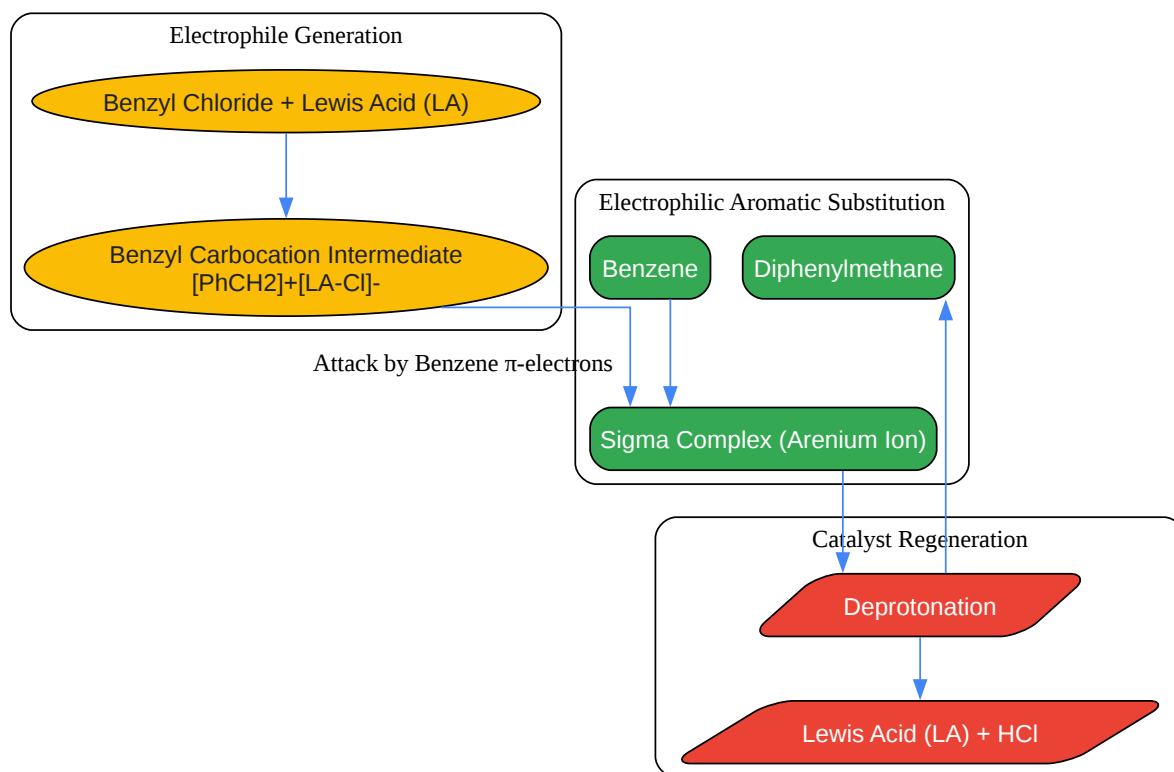 Electrophile Generation
Benzyl Chloride + Lewis Acid (LA)
Benzyl Carbocation Intermediate
[PhCH2]+[LA-Cl]-
Attack by Benzene π-electrons
Electrophilic Aromatic Substitution
Benzene
Diphenylmethane
Sigma Complex (Arenium Ion)
Catalyst Regeneration
Deprotonation
Lewis Acid (LA) + HCl